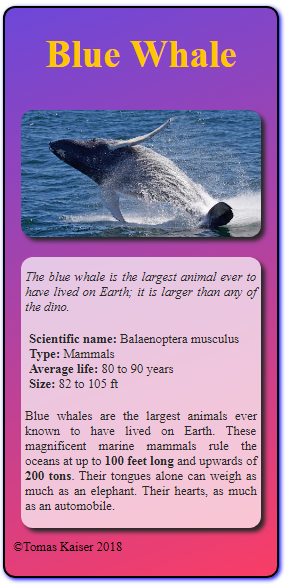 Blue Whale
The blue whale is the largest animal ever to
have lived on Earth; it is larger than any of
the dino.
Scientific name: Balaenoptera musculus
Type: Mammals
Average life: 80 to 90 years
Size: 82 to 105 ft
Blue whales are the largest animals ever
known to have lived on Earth. These
magnificent marine mammals rule the
oceans at up to 100 feet long and upwards of
200 tons. Their tongues alone can weigh as
much as an elephant. Their hearts, as much
as an automobile.
©Tomas Kaiser 2018